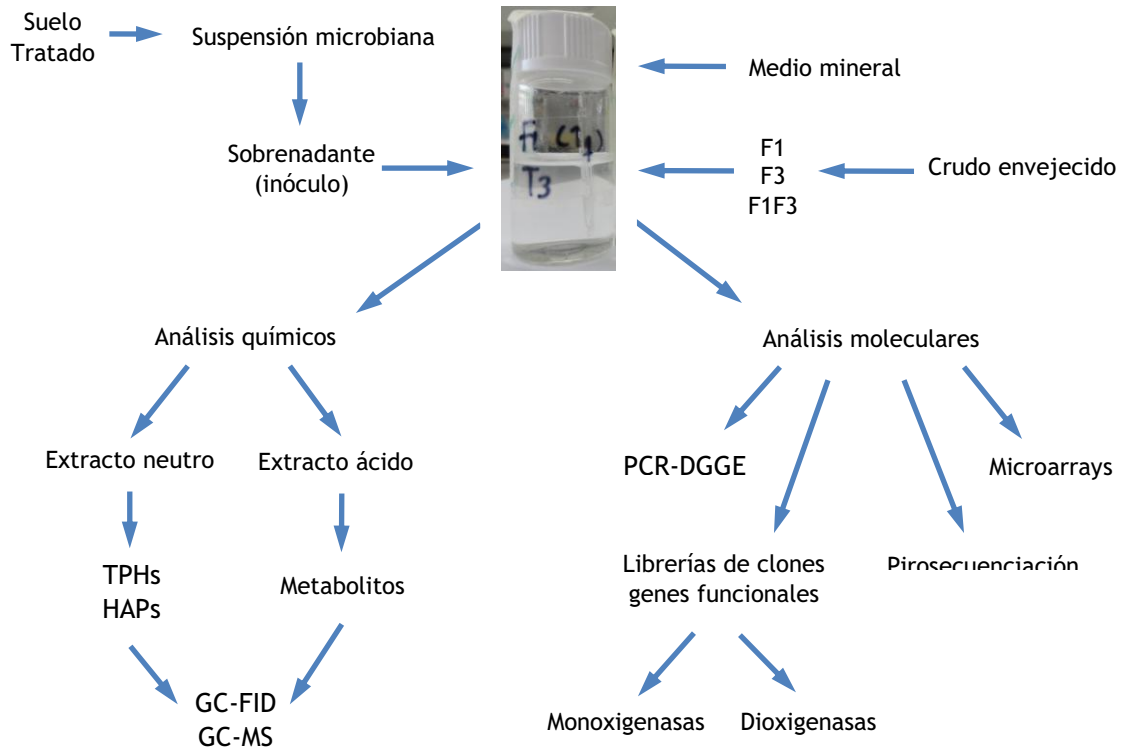 Suelo
Tratado
Suspensión microbiana
Sobrenadante
(inóculo)
Medio mineral
F1
F3
F1F3
Crudo envejecido
T3
Análisis químicos
Análisis moleculares
Extracto neutro
Extracto ácido
TPHs
HAPs
Metabolitos
GC-FID
GC-MS
PCR-DGGE
Microarrays
Librerías de clones
genes funcionales
Pirosecuenciación
Monoxigenasas
Dioxigenasas